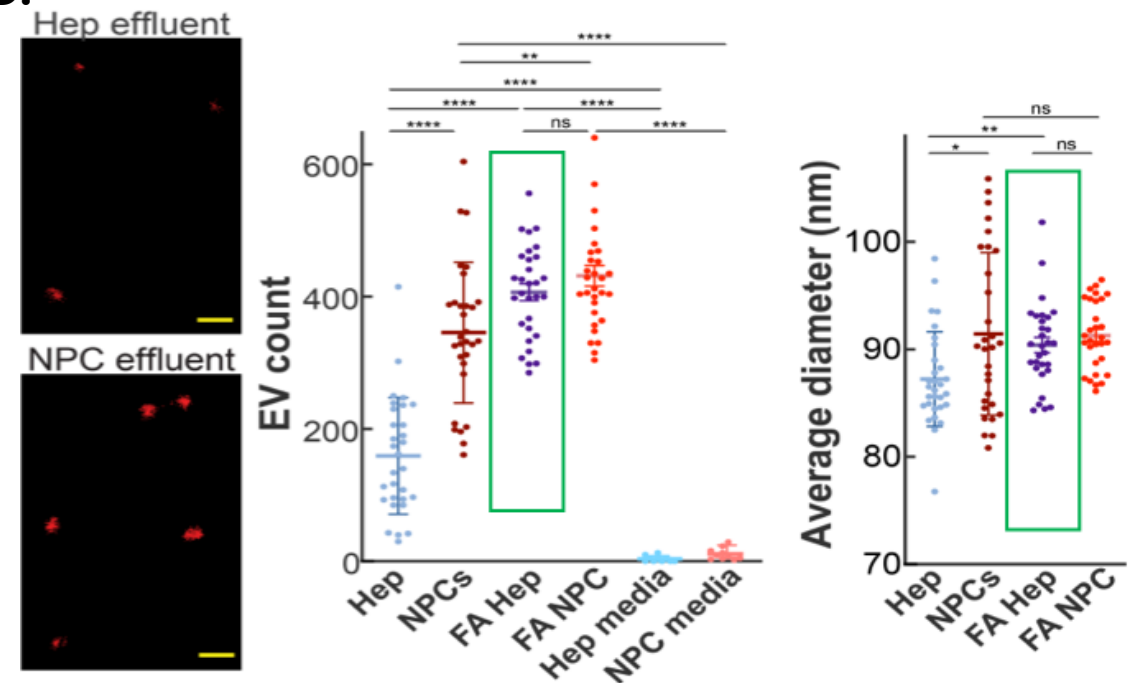 Hep effluent
NPC effluent
****
**
****
**** ****
**** ns ****
EV count
600
400
200
0
Hep
NPCs
FA Hep
FA NPC
Hep media
NPC media
ns
**
* ns
Average diameter (nm)
100
90
80
70
Hep
NPCs
FA Hep
FA NPC